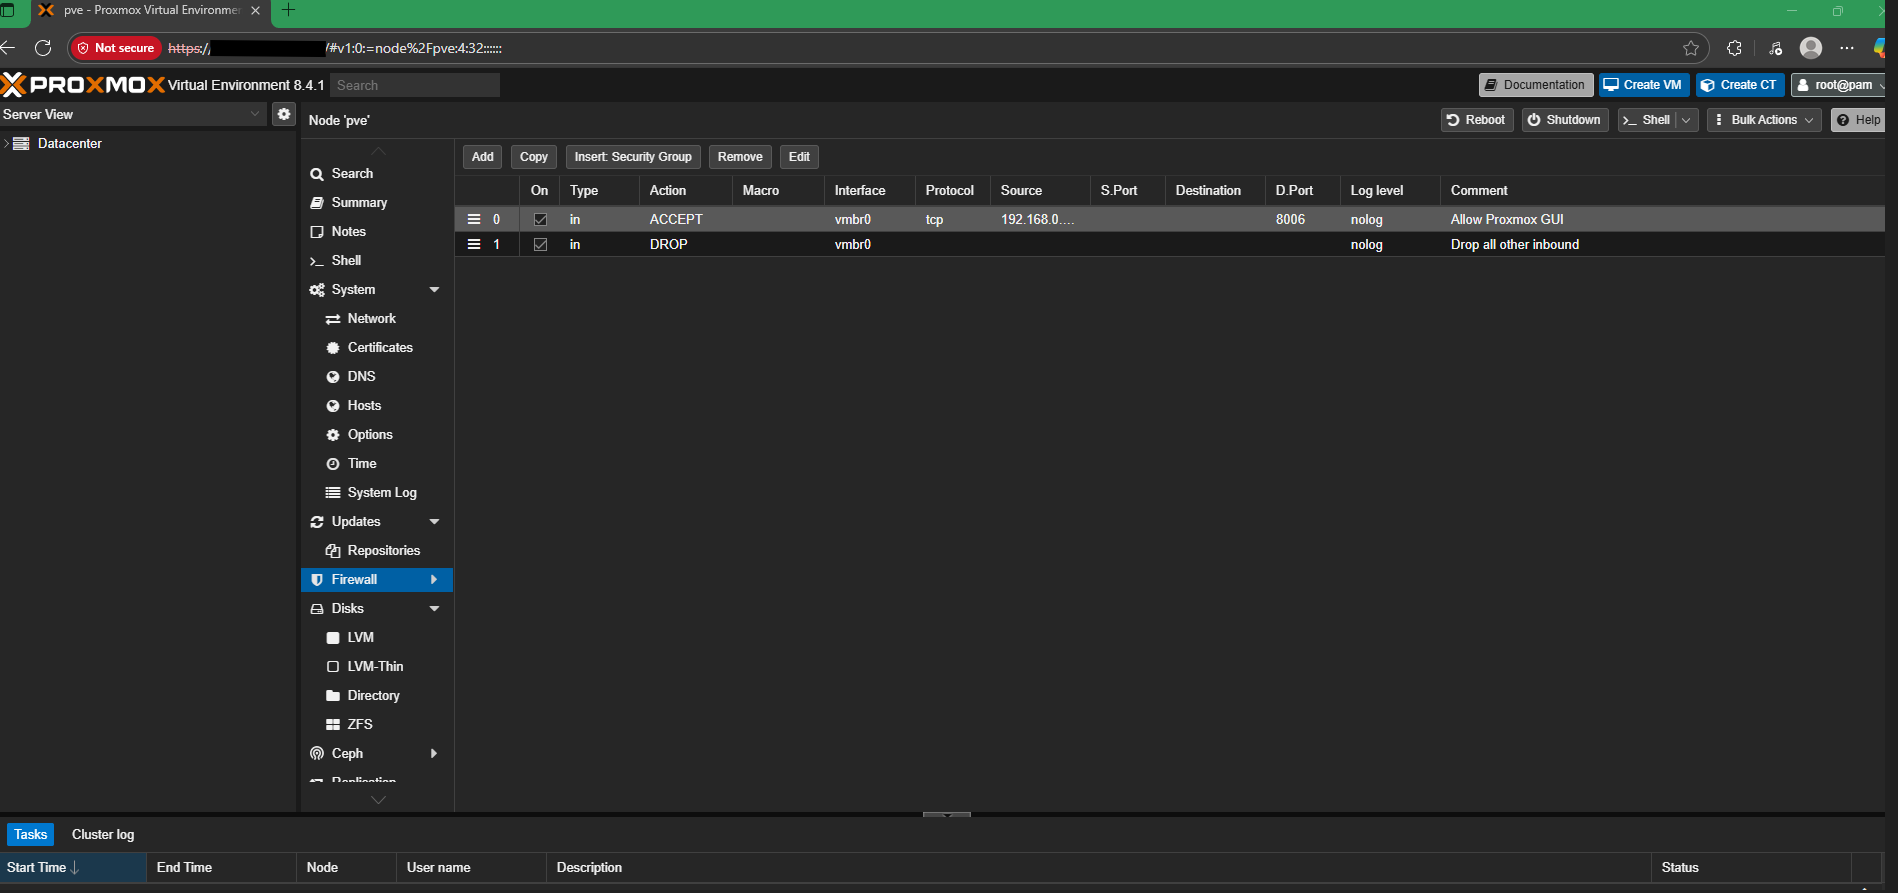 pve - Proxmox Virtual Environmer
Not secure https:// /#v1:0:=node%2Fpve:4:32::::::
PROXMOX Virtual Environment 8.4.1 Search Documentation Create VM Create CT root@pam
Server View
Node 'pve' Reboot Shutdown Shell Bulk Actions Help
Datacenter
Add Copy Insert: Security Group Remove Edit
On Type Action Macro Interface Protocol Source S.Port Destination D.Port Log level Comment
0 in ACCEPT vmbr0 tcp 192.168.0.... 8006 nolog Allow Proxmox GUI
1 in DROP vmbr0 nolog Drop all other inbound
Search
Summary
Notes
Shell
System
Network
Certificates
DNS
Hosts
Options
Time
System Log
Updates
Repositories
Firewall
Disks
LVM
LVM-Thin
Directory
ZFS
Ceph
Replication
Tasks Cluster log
Start Time End Time Node User name Description Status